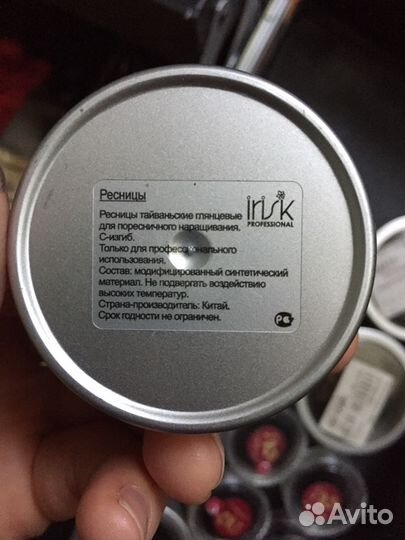 Ресницы
irisk
PROFESSIONAL
Ресницы тайваньские глянцевые
для поресничного наращивания.
С-изгиб.
Только для профессионального
использования.
Состав: модифицированный синтетический
материал. Не подвергать воздействию
высоких температур.
Страна-производитель: Китай.
Срок годности не ограничен.
Avito